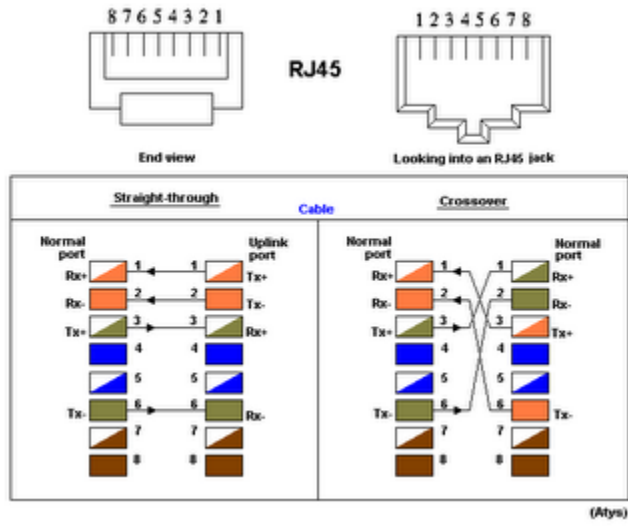 8 7 6 5 4 3 2 1
1 2 3 4 5 6 7 8
RJ45
End view
Looking into an RJ45 jack
Straight-through
Cable
Crossover
Normal port
Uplink port
Rx+ 1 1 Tx+
Rx- 2 2 Tx-
Tx+ 3 3 Rx+
4 4
5 5
Tx- 6 6 Rx-
7 7
8 8
Normal port
Normal port
Rx+ 1 1 Rx+
Rx- 2 2 Rx-
Tx+ 3 3 Tx+
4 4
5 5
Tx- 6 6 Tx-
7 7
8 8
(Atys)